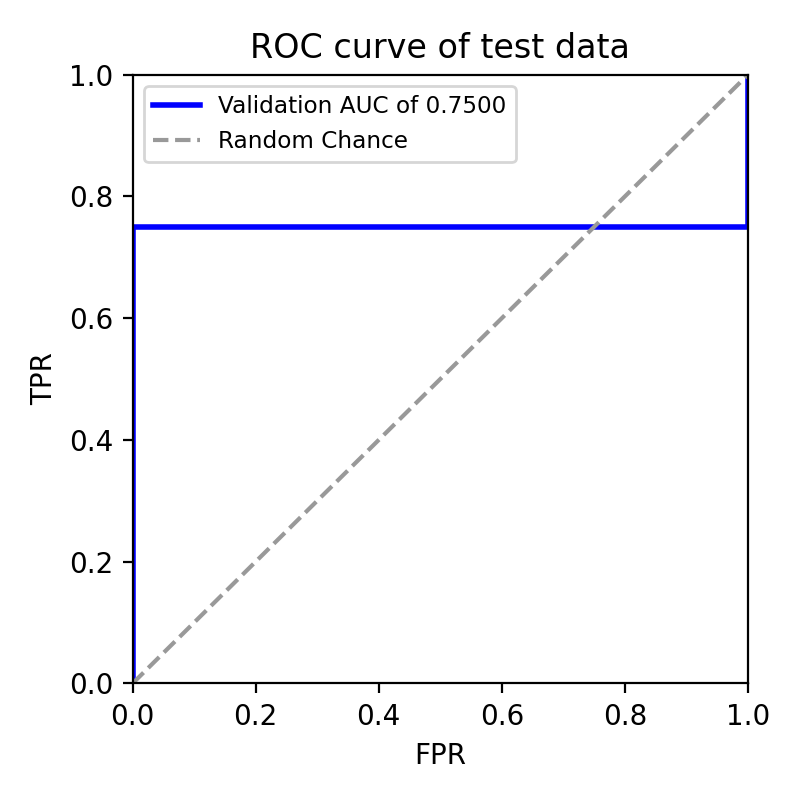 ROC curve of test data
Validation AUC of 0.7500
Random Chance
1.0
0.8
0.6
0.4
0.2
0.0
TPR
0.0 0.2 0.4 0.6 0.8 1.0
FPR